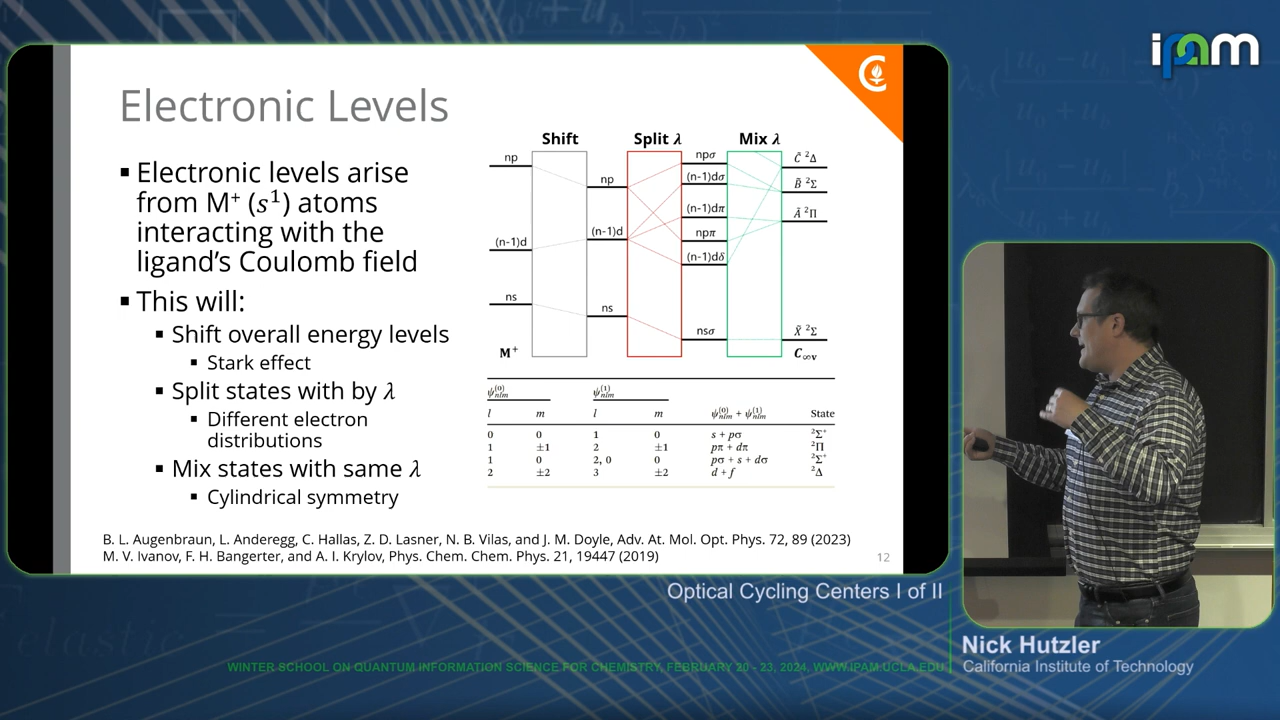 ipam
Electronic Levels
▪ Electronic levels arise
from M⁺ (s¹) atoms
interacting with the
ligand's Coulomb field
▪ This will:
▪ Shift overall energy levels
▪ Stark effect
▪ Split states with by λ
▪ Different electron
distributions
▪ Mix states with same λ
▪ Cylindrical symmetry
Shift Split λ Mix λ
np
(n-1)d
ns
M⁺
np
(n-1)d
ns
npσ
(n-1)dσ
(n-1)dπ
npπ
(n-1)dδ
nsσ
C̃ ²Δ
B̃ ²Σ
Ã ²Π
X̃ ²Σ
C∞v
ψ⁽⁰⁾nlm ψ⁽¹⁾nlm
l m l m ψ⁽⁰⁾nlm + ψ⁽¹⁾nlm State
0 0 1 0 s + pσ ²Σ⁺
1 ±1 2 ±1 pπ + dπ ²Π
1 0 2, 0 0 pσ + s + dσ ²Σ⁺
2 ±2 3 ±2 d + f ²Δ
B. L. Augenbraun, L. Anderegg, C. Hallas, Z. D. Lasner, N. B. Vilas, and J. M. Doyle, Adv. At. Mol. Opt. Phys. 72, 89 (2023)
M. V. Ivanov, F. H. Bangerter, and A. I. Krylov, Phys. Chem. Chem. Phys. 21, 19447 (2019)
12
Optical Cycling Centers I of II
Nick Hutzler
California Institute of Technology
WINTER SCHOOL ON QUANTUM INFORMATION SCIENCE FOR CHEMISTRY, FEBRUARY 20 - 23, 2024, WWW.IPAM.UCLA.EDU
elastic